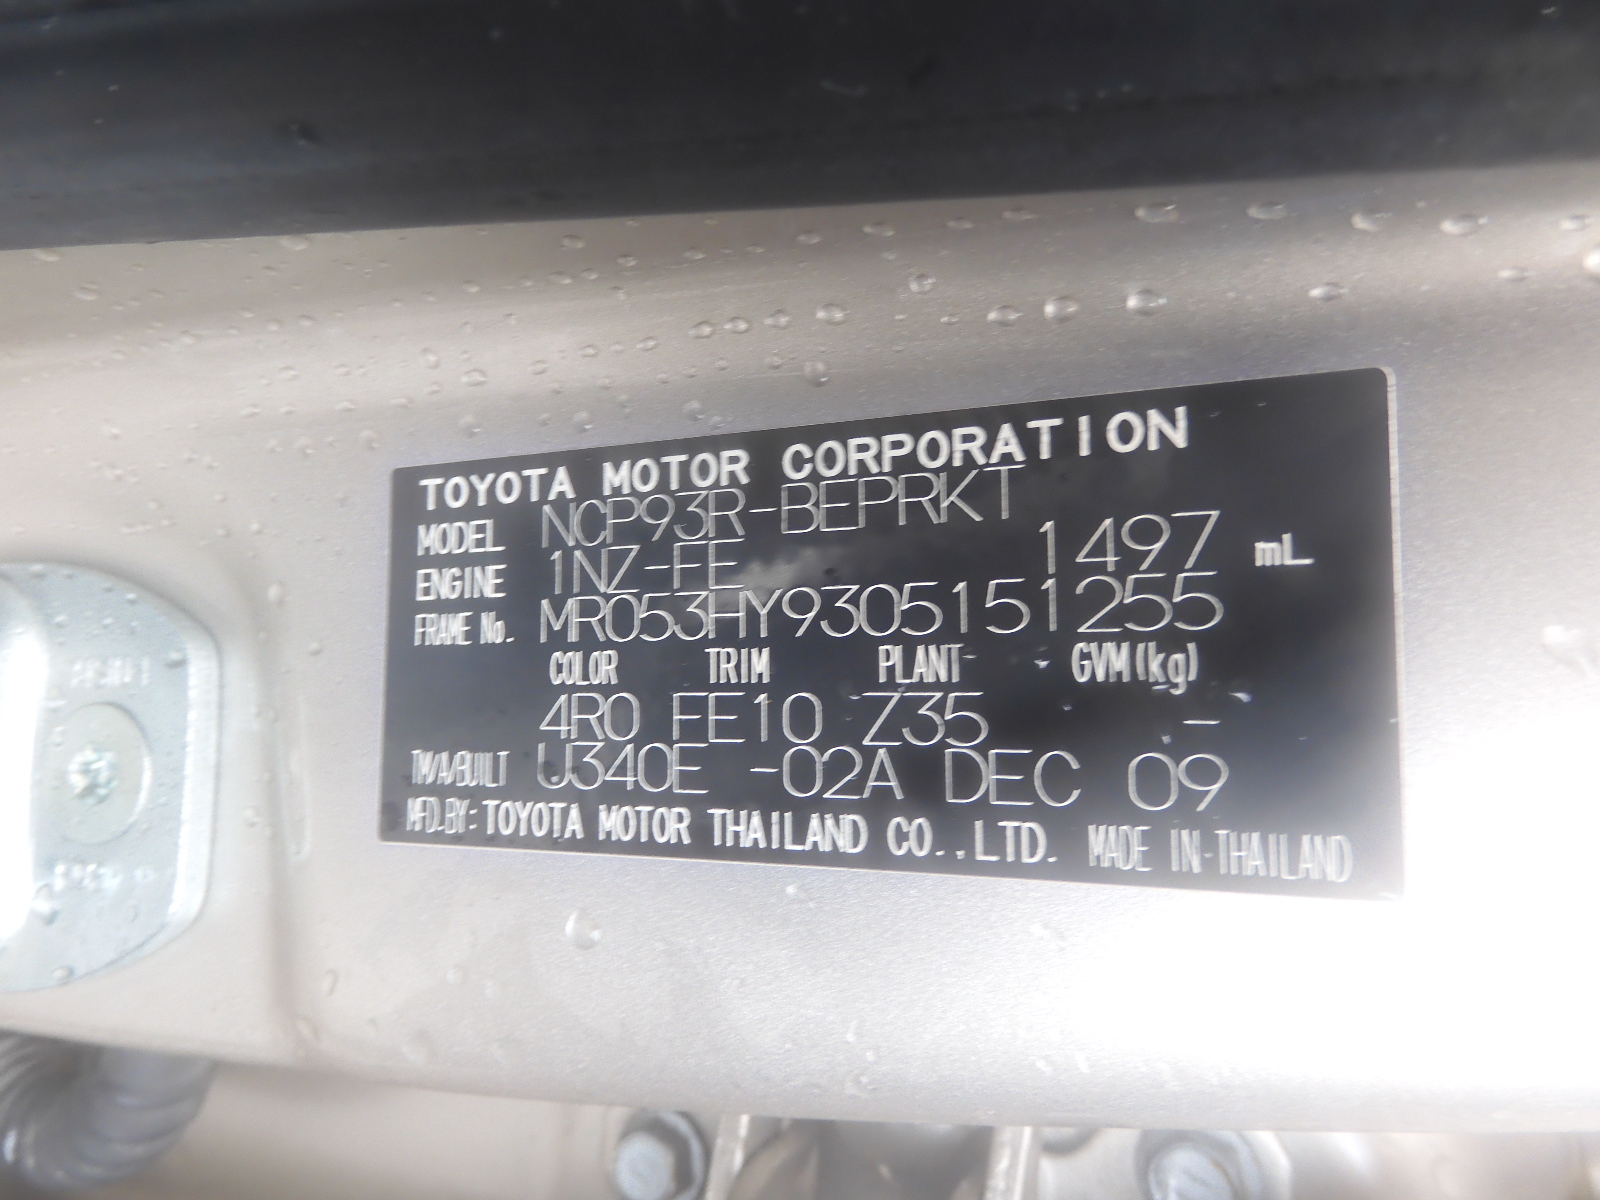 TOYOTA MOTOR CORPORATION
MODEL NCP93R-BEPRKT
ENGINE 1NZ-FE 1497 mL
FRAME No. MR053HY9305151255
COLOR TRIM PLANT GVM(kg)
4R0 FE10 Z35 -
TM/A/BUILT U340E -02A DEC 09
MFD.BY: TOYOTA MOTOR THAILAND CO.,LTD. MADE IN THAILAND